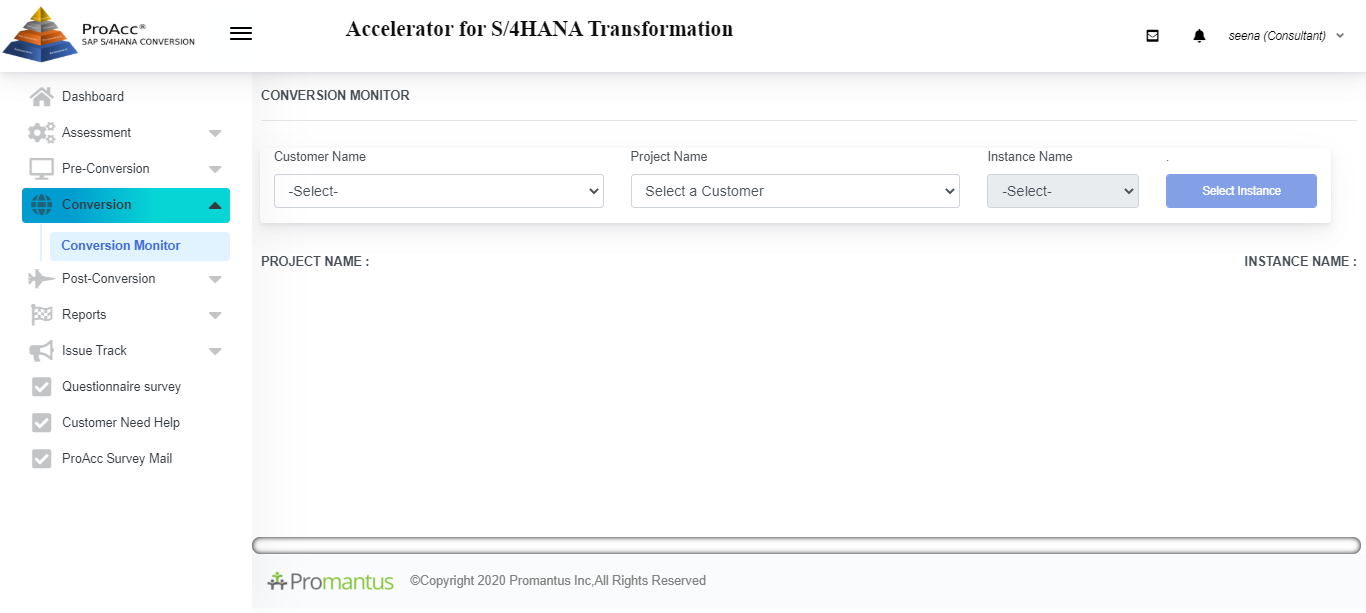 ProAcc®
SAP S/4HANA CONVERSION
Accelerator for S/4HANA Transformation
seena (Consultant)
Dashboard
Assessment
Pre-Conversion
Conversion
Conversion Monitor
Post-Conversion
Reports
Issue Track
Questionnaire survey
Customer Need Help
ProAcc Survey Mail
CONVERSION MONITOR
Customer Name
Project Name
Instance Name
.
-Select-
Select a Customer
-Select-
Select Instance
PROJECT NAME :
INSTANCE NAME :
Promantus
©Copyright 2020 Promantus Inc,All Rights Reserved